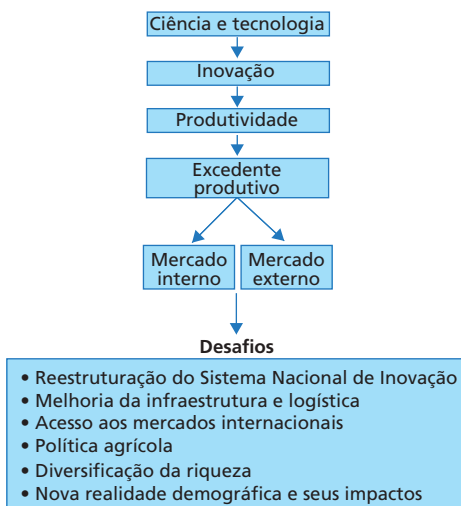 Ciência e tecnologia
Inovação
Produtividade
Excedente
produtivo
Mercado
interno
Mercado
externo
Desafios
• Reestruturação do Sistema Nacional de Inovação
• Melhoria da infraestrutura e logística
• Acesso aos mercados internacionais
• Política agrícola
• Diversificação da riqueza
• Nova realidade demográfica e seus impactos